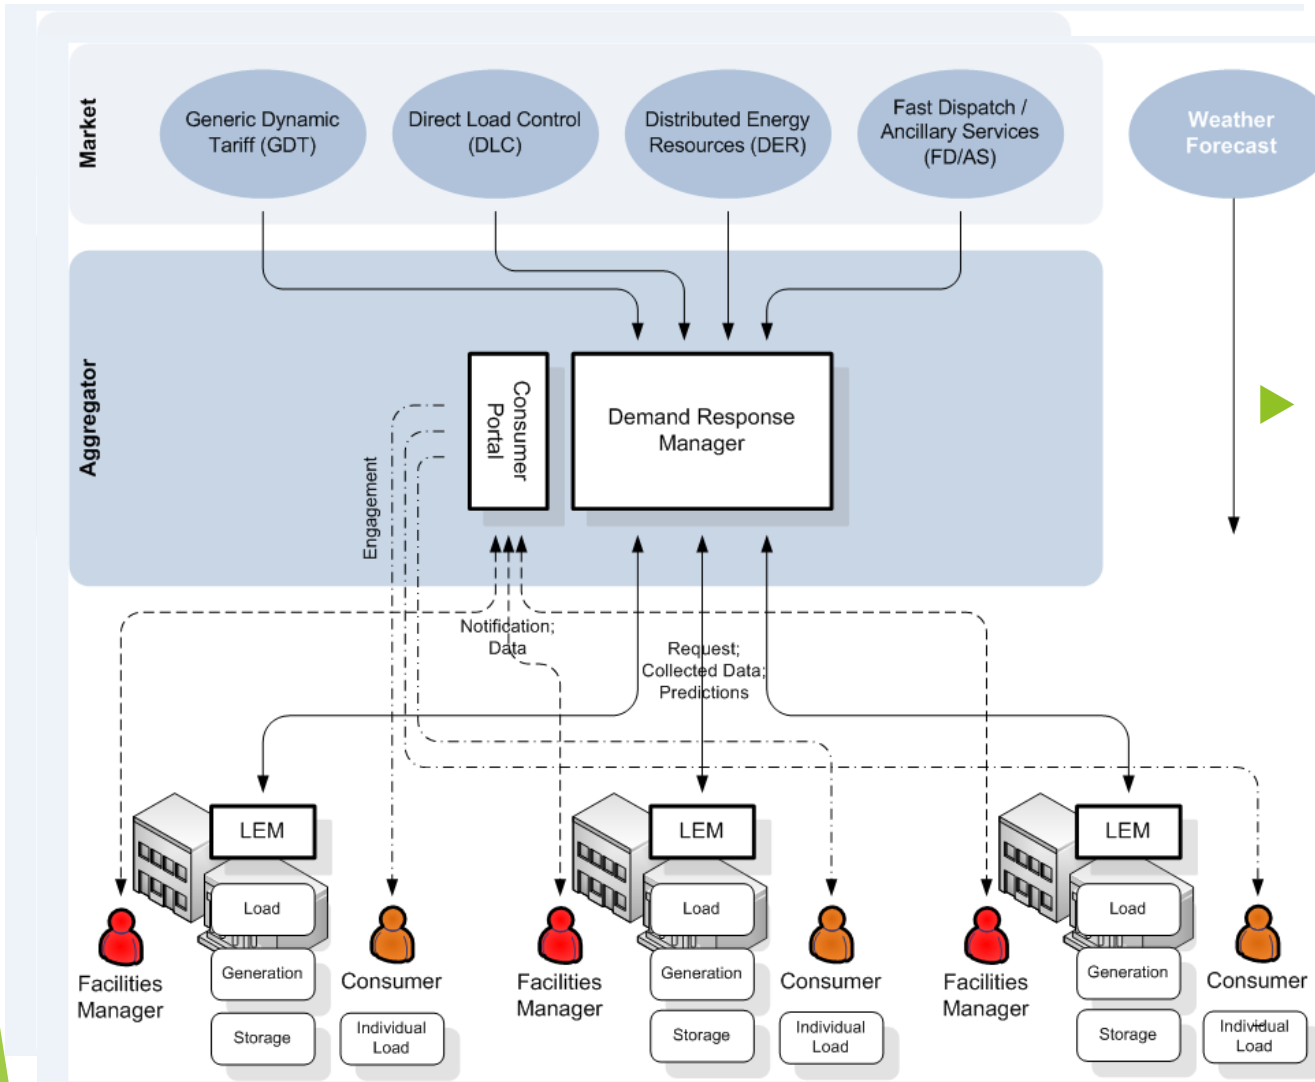 Market
Generic Dynamic
Tariff (GDT)
Direct Load Control
(DLC)
Distributed Energy
Resources (DER)
Fast Dispatch /
Ancillary Services
(FD/AS)
Weather
Forecast
Aggregator
Consumer
Portal
Demand Response
Manager
Engagement
Notification;
Data
Request;
Collected Data;
Predictions
LEM
Load
Generation
Storage
Facilities
Manager
Consumer
Individual
Load
LEM
Load
Generation
Storage
Facilities
Manager
Consumer
Individual
Load
LEM
Load
Generation
Storage
Facilities
Manager
Consumer
Individual
Load